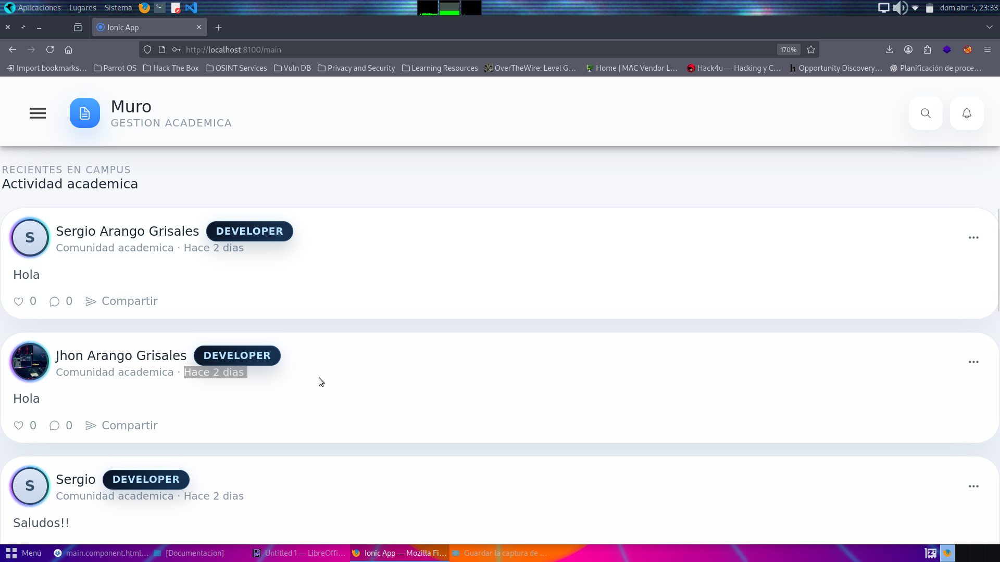 Aplicaciones Lugares Sistema dom abr 5, 23:33
Ionic App
http://localhost:8100/main 170%
Import bookmarks... Parrot OS Hack The Box OSINT Services Vuln DB Privacy and Security Learning Resources OverTheWire: Level G... Home | MAC Vendor L... Hack4u — Hacking y C... Opportunity Discovery... Planificación de proce...
Muro
GESTION ACADEMICA
RECIENTES EN CAMPUS
Actividad academica
S Sergio Arango Grisales DEVELOPER
Comunidad academica · Hace 2 dias
Hola
0 0 Compartir
Jhon Arango Grisales DEVELOPER
Comunidad academica · Hace 2 dias
Hola
0 0 Compartir
S Sergio DEVELOPER
Comunidad academica · Hace 2 dias
Saludos!!
Menú main.component.html... [Documentacion] Untitled 1 — LibreOffi... Ionic App — Mozilla Fi... Guardar la captura de ...